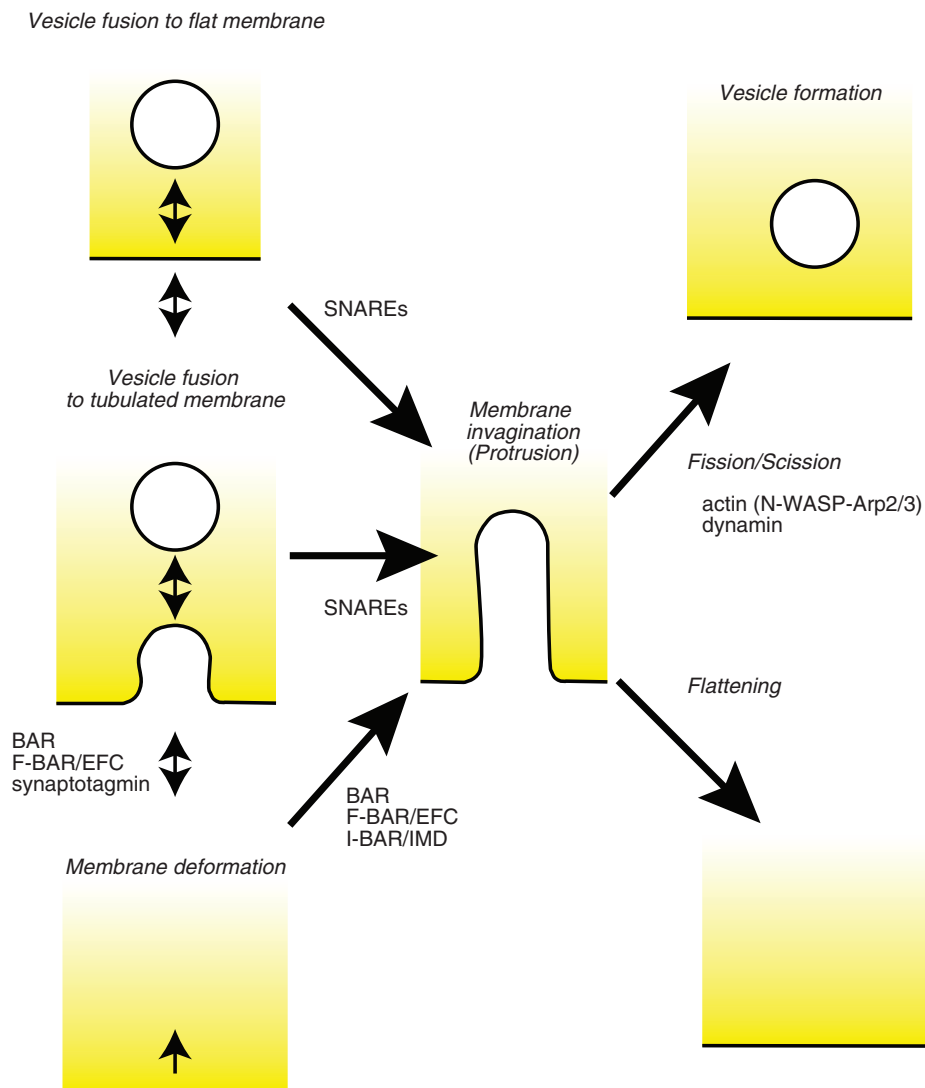 Vesicle fusion to flat membrane
Vesicle formation
SNAREs
Vesicle fusion
to tubulated membrane
Membrane
invagination
(Protrusion)
Fission/Scission
actin (N-WASP-Arp2/3)
dynamin
SNAREs
Flattening
BAR
F-BAR/EFC
synaptotagmin
BAR
F-BAR/EFC
I-BAR/IMD
Membrane deformation